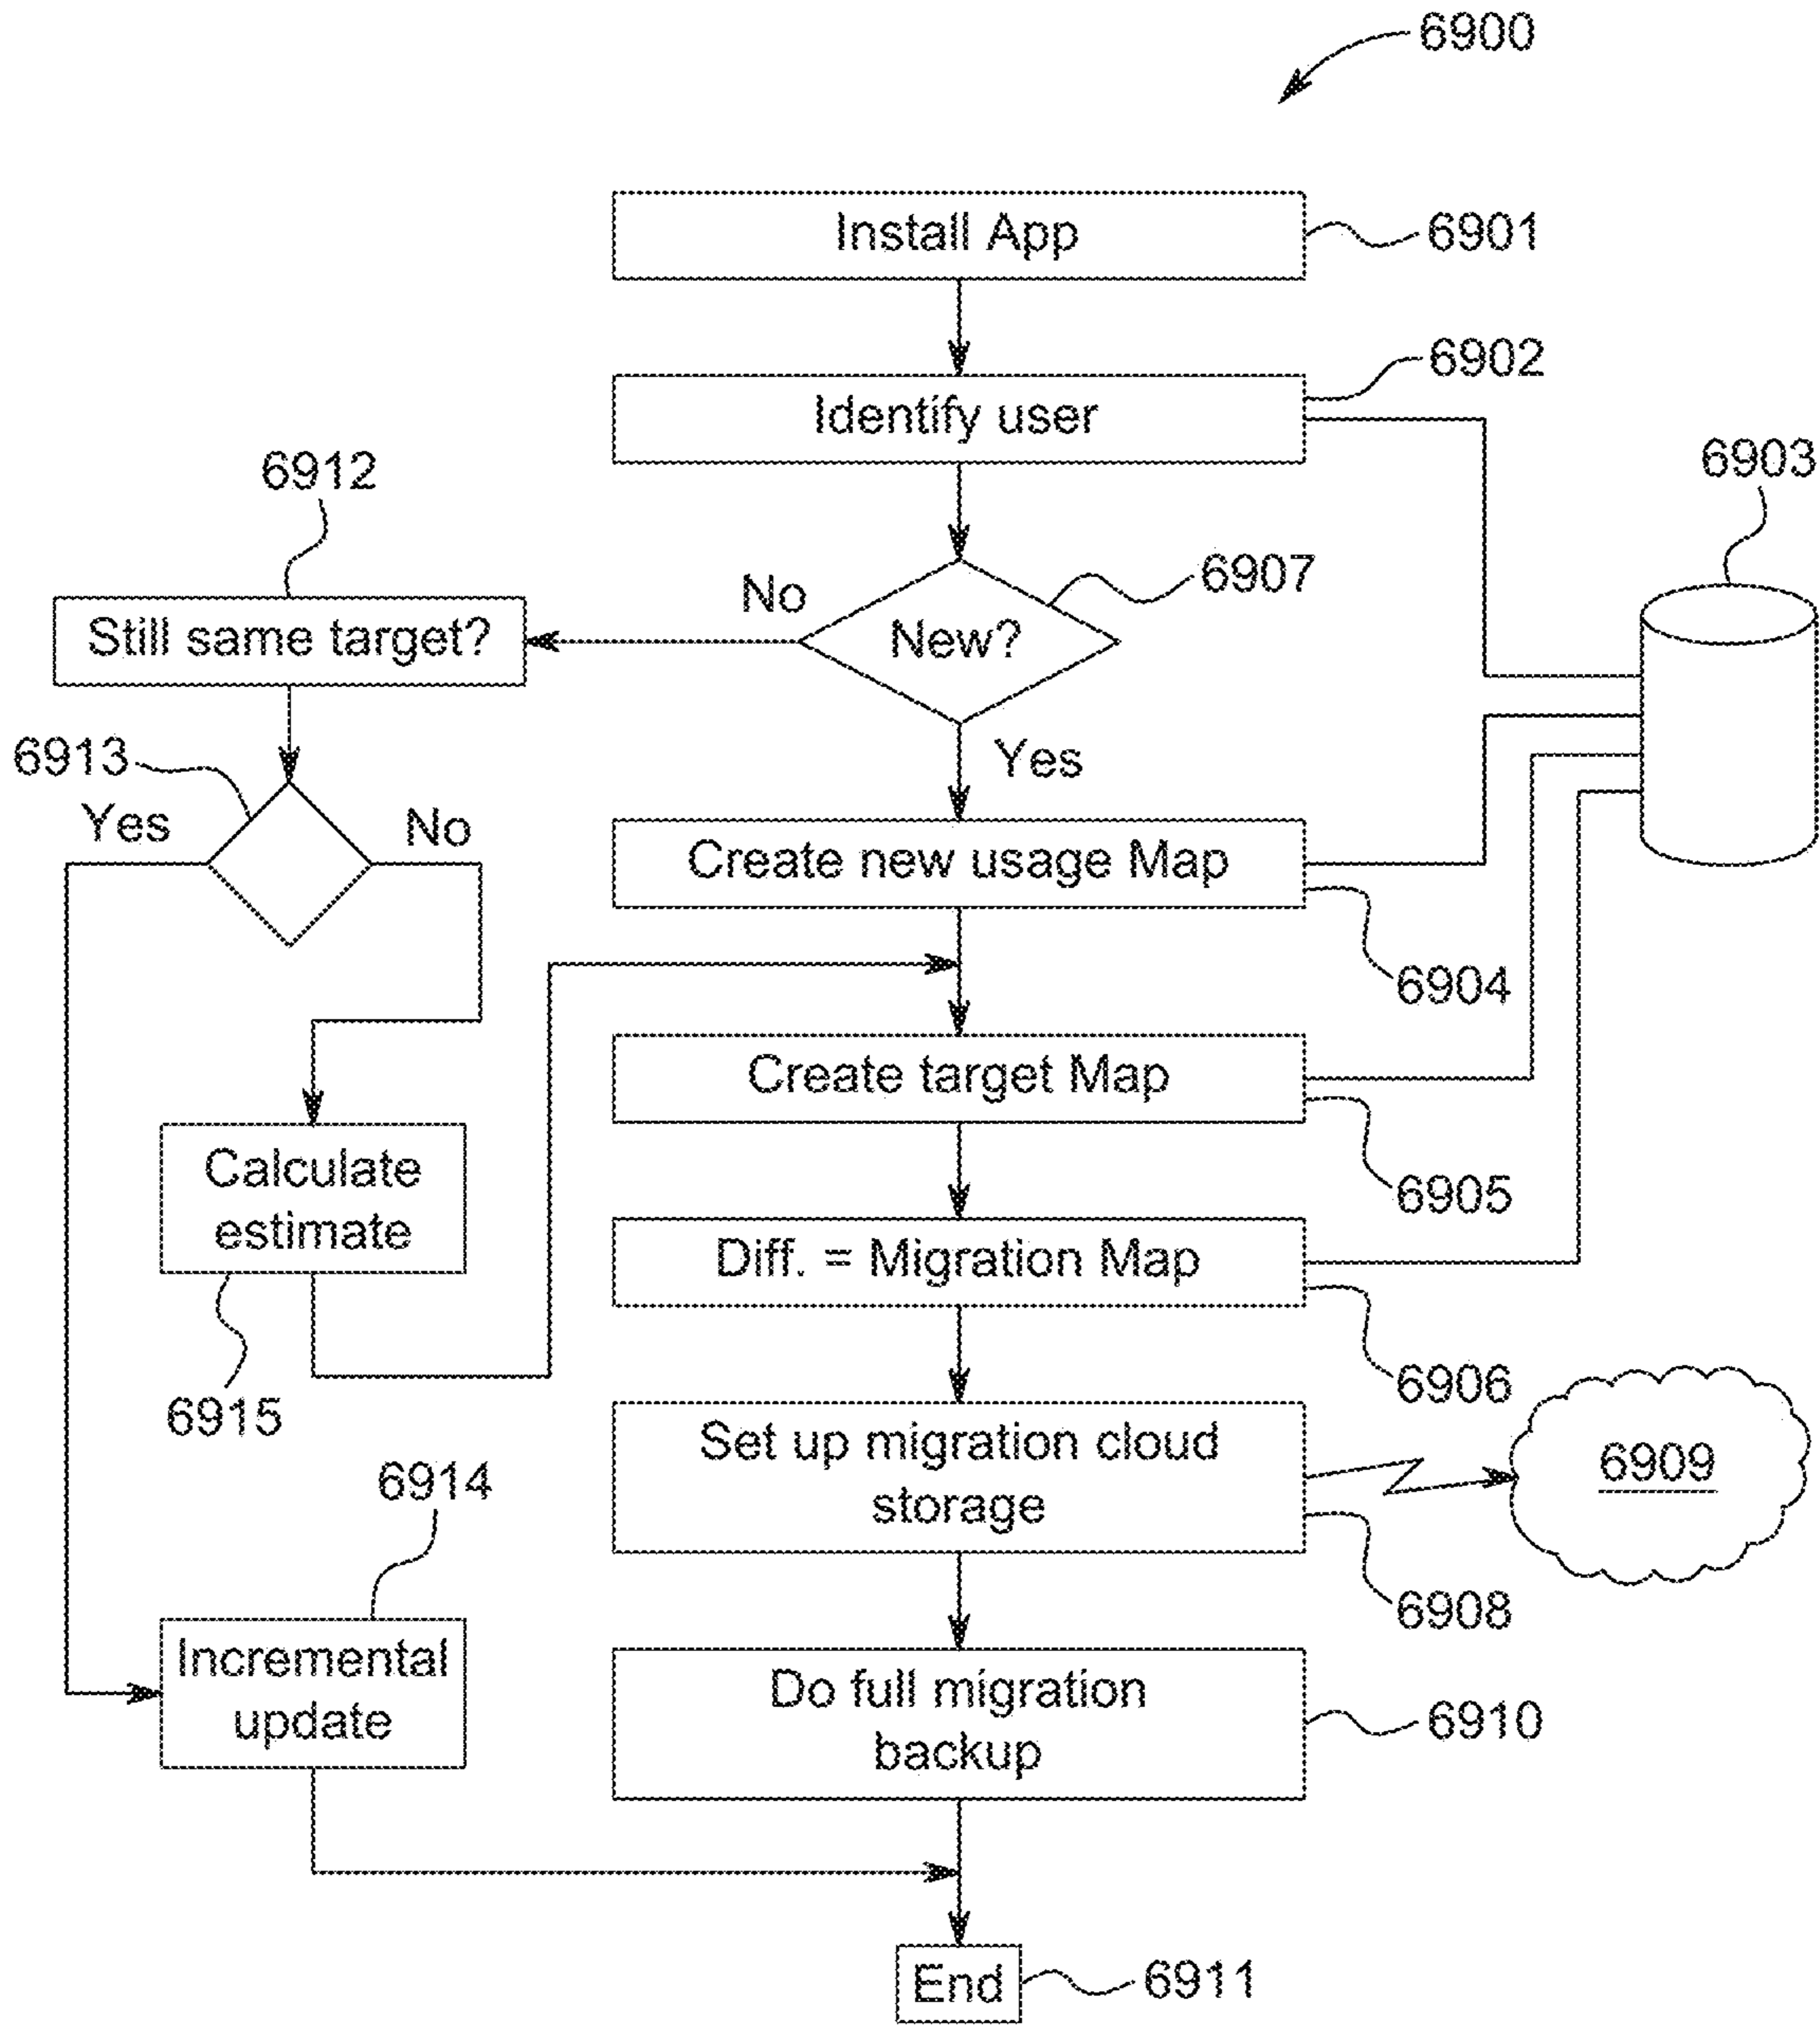 6900
Install App
6901
6902
Identify user
6903
6912
No
6907
New?
Still same target?
6913
Yes
No
Yes
Create new usage Map
6904
Create target Map
6905
Calculate
estimate
6915
Diff. = Migration Map
6906
Set up migration cloud
storage
6909
6908
6914
Incremental
update
Do full migration
backup
6910
End
6911